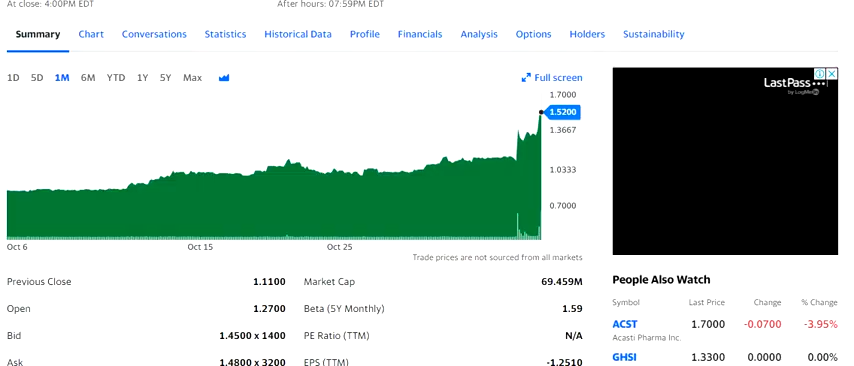 At close: 4:00PM EDT After hours: 07:59PM EDT
Summary Chart Conversations Statistics Historical Data Profile Financials Analysis Options Holders Sustainability
1D 5D 1M 6M YTD 1Y 5Y Max Full screen
1.7000
1.5200
1.3667
1.0333
0.7000
Oct 6 Oct 15 Oct 25
Trade prices are not sourced from all markets
Previous Close 1.1100 Market Cap 69.459M
Open 1.2700 Beta (5Y Monthly) 1.59
Bid 1.4500 x 1400 PE Ratio (TTM) N/A
Ask 1.4800 x 3200 EPS (TTM) -1.2510
LastPass•••|
by LogMeIn
People Also Watch
Symbol Last Price Change % Change
ACST 1.7000 -0.0700 -3.95%
Acasti Pharma Inc.
GHSI 1.3300 0.0000 0.00%